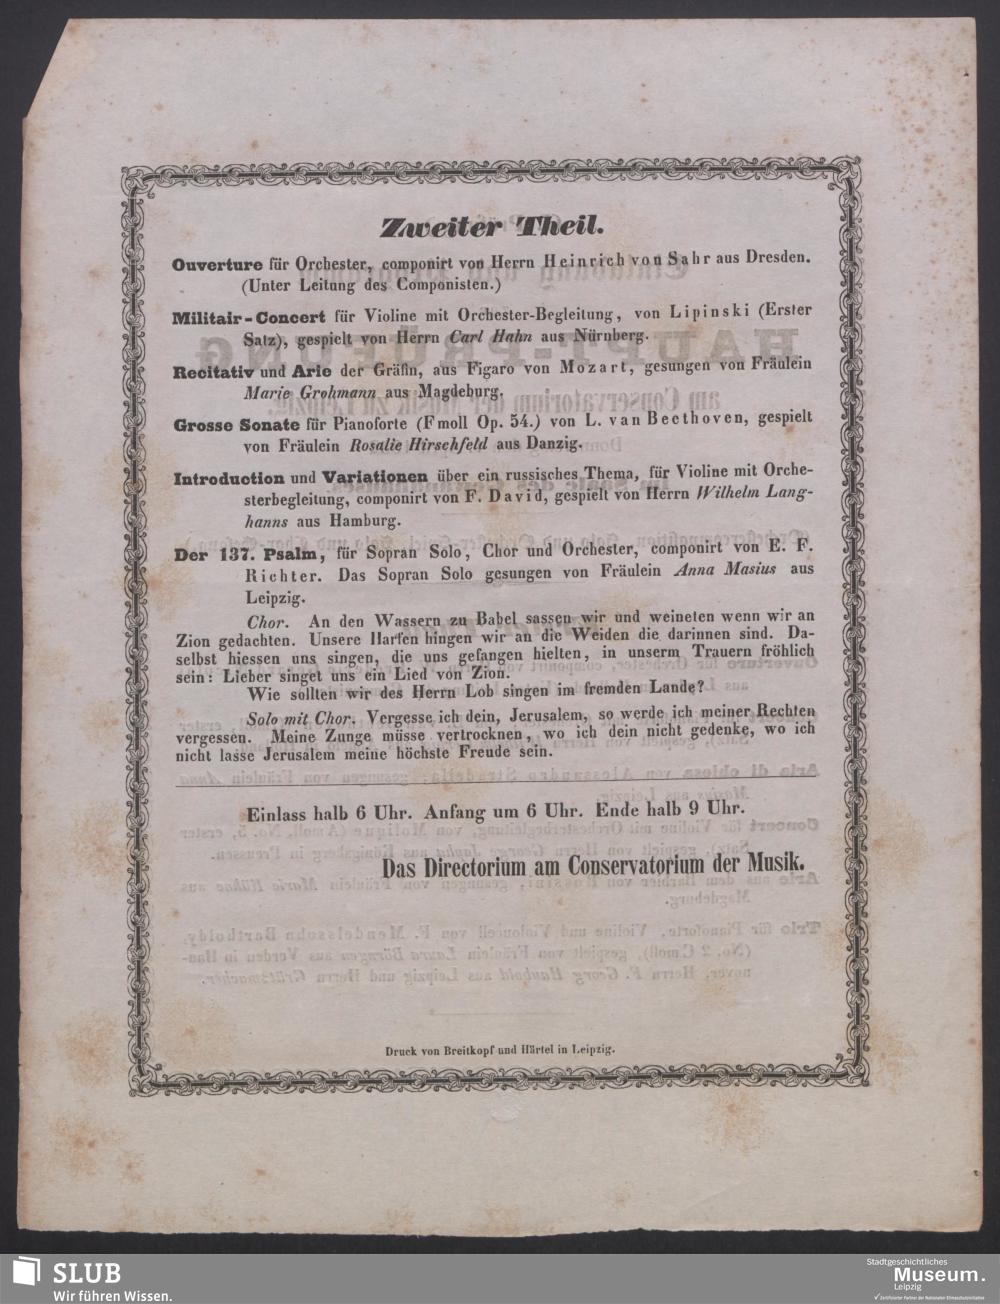 Zweiter Theil.
Ouverture für Orchester, componirt von Herrn Heinrich von Sahr aus Dresden.
(Unter Leitung des Componisten.)
Militair-Concert für Violine mit Orchester-Begleitung, von Lipinski (Erster
Satz), gespielt von Herrn Carl Hahn aus Nürnberg.
Recitativ und Arie der Gräfin, aus Figaro von Mozart, gesungen von Fräulein
Marie Grohmann aus Magdeburg.
Grosse Sonate für Pianoforte (F moll Op. 54.) von L. van Beethoven, gespielt
von Fräulein Rosalie Hirschfeld aus Danzig.
Introduction und Variationen über ein russisches Thema, für Violine mit Orche-
sterbegleitung, componirt von F. David, gespielt von Herrn Wilhelm Lang-
hanns aus Hamburg.
Der 137. Psalm, für Sopran Solo, Chor und Orchester, componirt von E. F.
Richter. Das Sopran Solo gesungen von Fräulein Anna Masius aus
Leipzig.
Chor. An den Wassern zu Babel sassen wir und weineten wenn wir an
Zion gedachten. Unsere Harfen hingen wir an die Weiden die darinnen sind. Da-
selbst hiessen uns singen, die uns gefangen hielten, in unserm Trauern fröhlich
sein: Lieber singet uns ein Lied von Zion.
Wie sollten wir des Herrn Lob singen im fremden Lande?
Solo mit Chor. Vergesse ich dein, Jerusalem, so werde ich meiner Rechten
vergessen. Meine Zunge müsse vertrocknen, wo ich dein nicht gedenke, wo ich
nicht lasse Jerusalem meine höchste Freude sein.
Einlass halb 6 Uhr. Anfang um 6 Uhr. Ende halb 9 Uhr.
Das Directorium am Conservatorium der Musik.
Druck von Breitkopf und Härtel in Leipzig.
SLUB
Wir führen Wissen.
Stadtgeschichtliches
Museum.
Leipzig
Zertifizierter Partner der Nationalen Klimaschutzinitiative